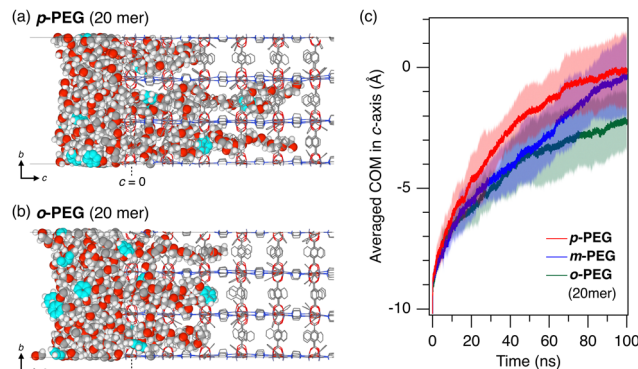 (a) p-PEG (20 mer)
b
c
c = 0
(b) o-PEG (20 mer)
b
(c)
Averaged COM in c-axis (Å)
0
-5
-10
p-PEG
m-PEG
o-PEG
(20mer)
0 20 40 60 80 100
Time (ns)